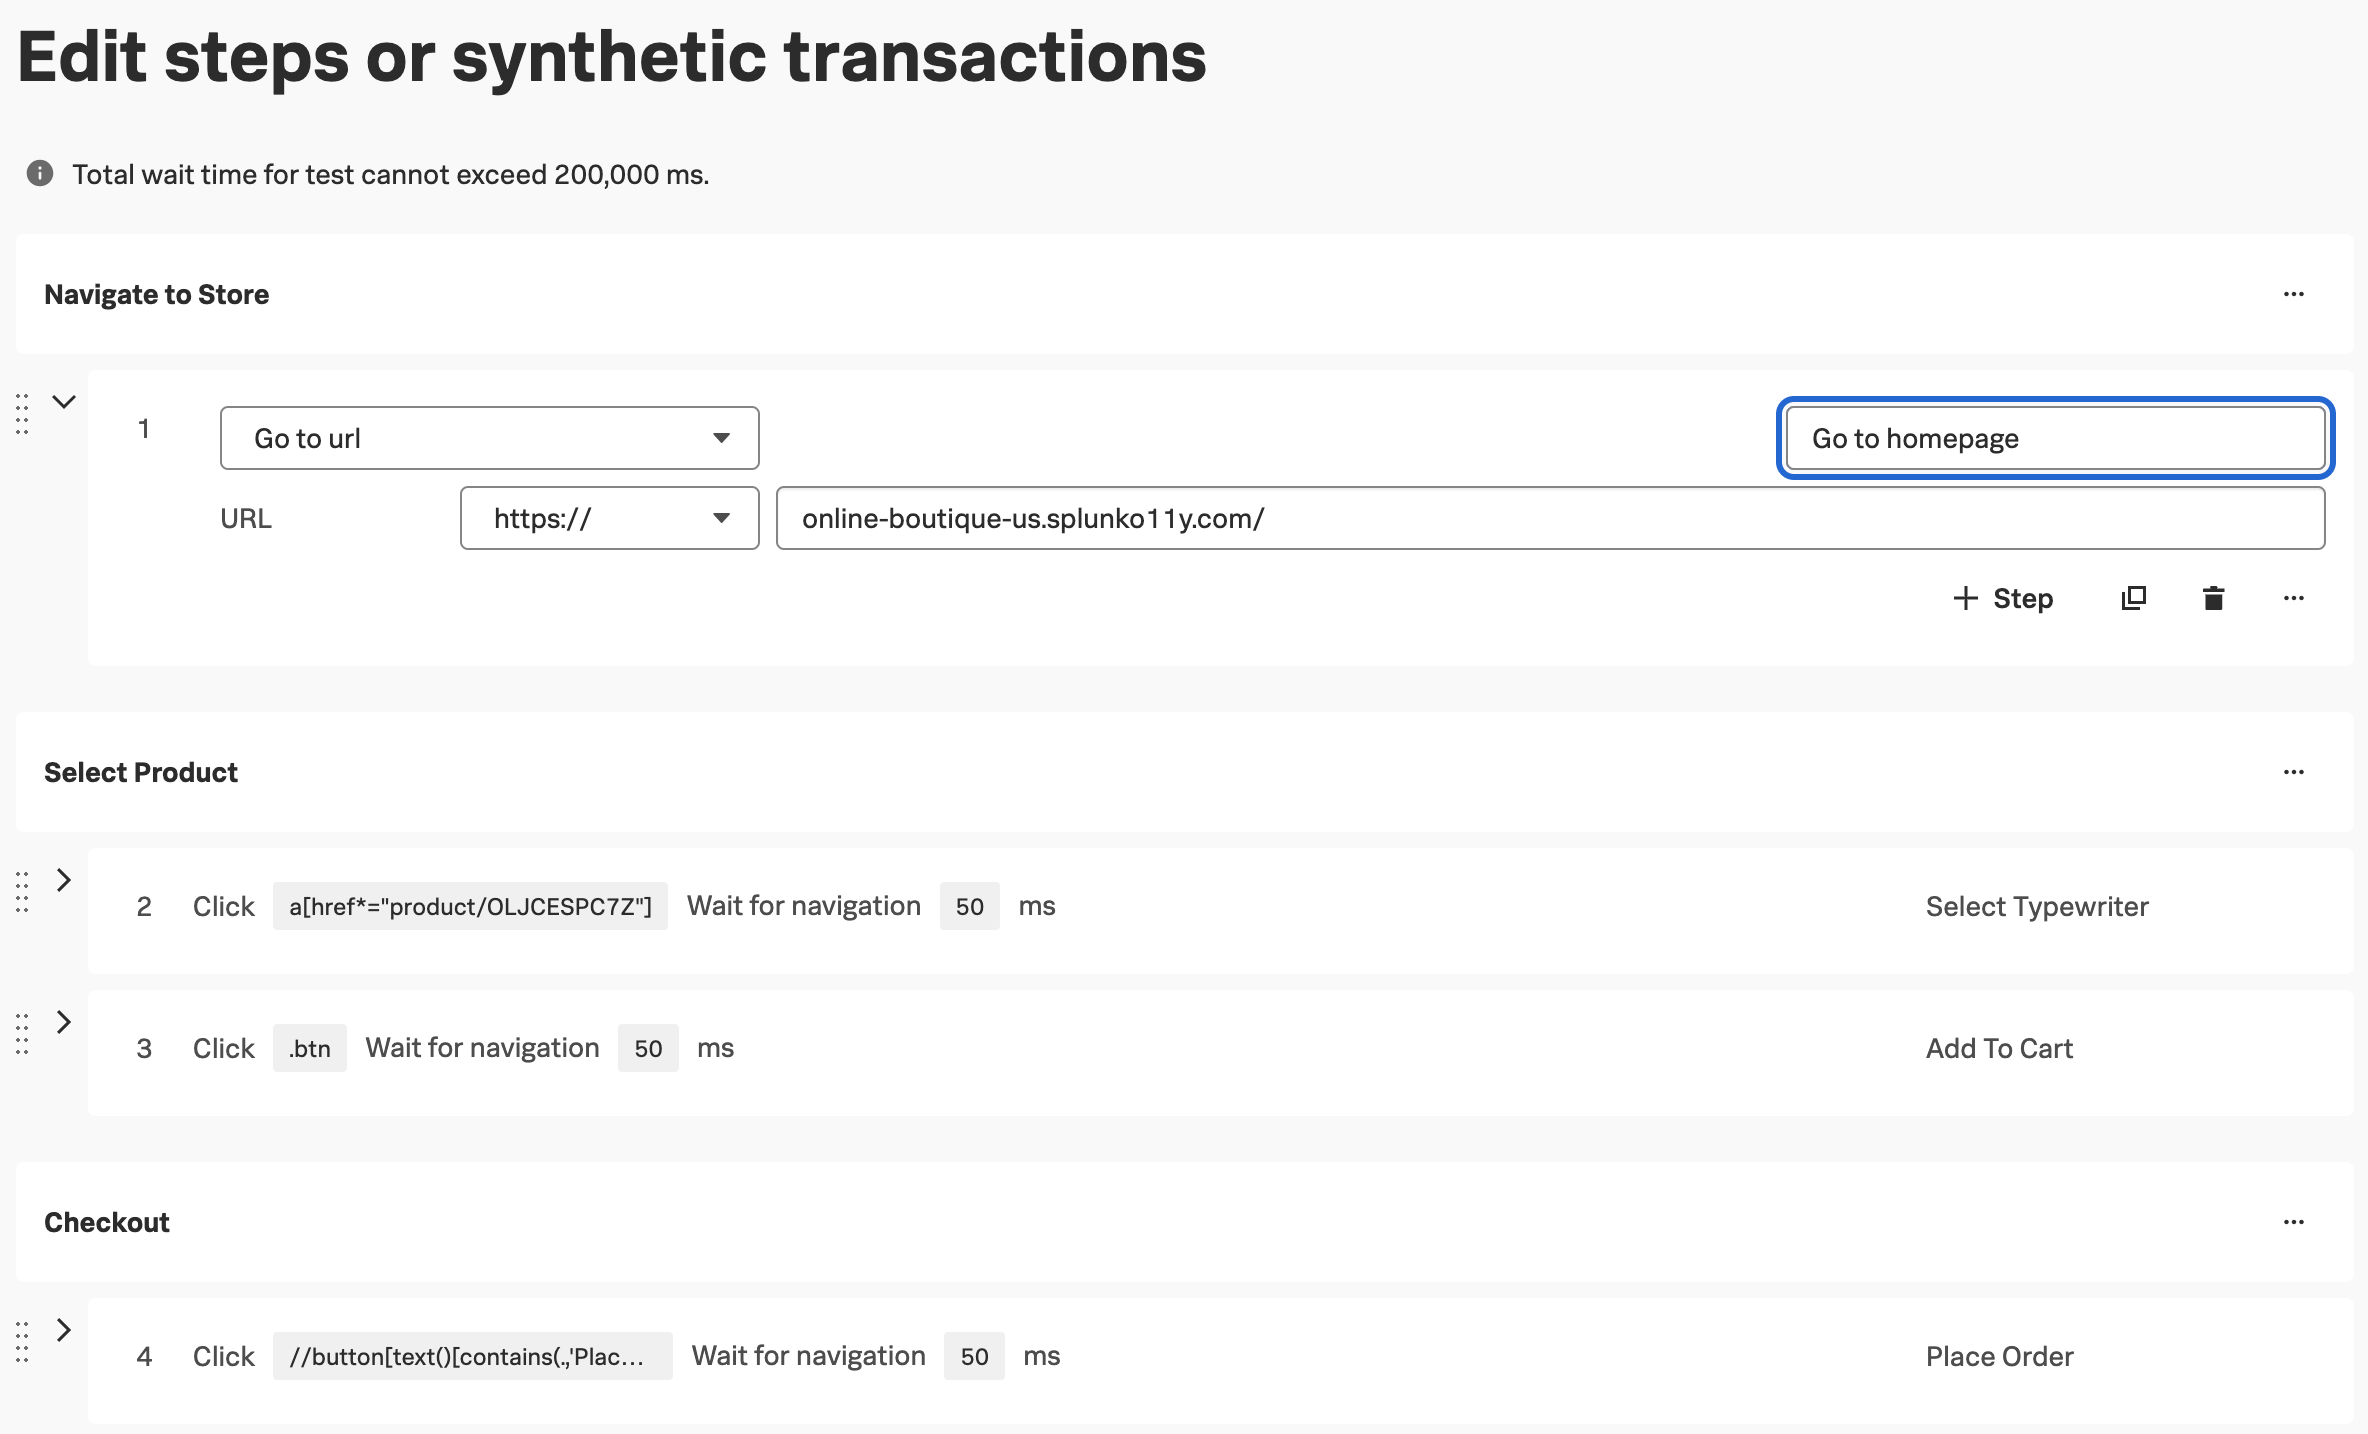 Edit steps or synthetic transactions
Total wait time for test cannot exceed 200,000 ms.
Navigate to Store
1 Go to url Go to homepage
URL https:// online-boutique-us.splunko11y.com/
Step
Select Product
2 Click a[href*="product/OLJCESPC7Z"] Wait for navigation 50 ms Select Typewriter
3 Click .btn Wait for navigation 50 ms Add To Cart
Checkout
4 Click //button[text()[contains(.,'Plac... Wait for navigation 50 ms Place Order